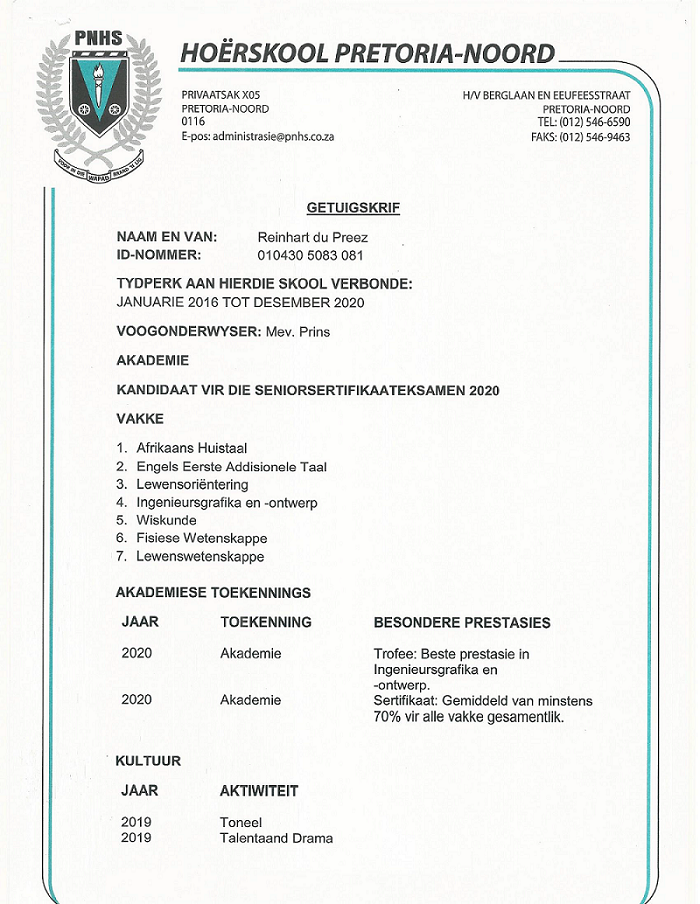 PNHS
HOËRSKOOL PRETORIA-NOORD
PRIVAATSAK X05
PRETORIA-NOORD
0116
E-pos: administrasie@pnhs.co.za
H/V BERGLAAN EN EEUFEESSTRAAT
PRETORIA-NOORD
TEL: (012) 546-6590
FAKS: (012) 546-9463
WAPAD
GETUIGSKRIF
NAAM EN VAN: Reinhart du Preez
ID-NOMMER: 010430 5083 081
TYDPERK AAN HIERDIE SKOOL VERBONDE:
JANUARIE 2016 TOT DESEMBER 2020
VOOGONDERWYSER: Mev. Prins
AKADEMIE
KANDIDAAT VIR DIE SENIORSERTIFIKAATEKSAMEN 2020
VAKKE
1. Afrikaans Huistaal
2. Engels Eerste Addisionele Taal
3. Lewensoriëntering
4. Ingenieursgrafika en -ontwerp
5. Wiskunde
6. Fisiese Wetenskappe
7. Lewenswetenskappe
AKADEMIESE TOEKENNINGS
JAAR TOEKENNING BESONDERE PRESTASIES
2020 Akademie Trofee: Beste prestasie in
Ingenieursgrafika en
-ontwerp.
2020 Akademie Sertifikaat: Gemiddeld van minstens
70% vir alle vakke gesamentlik.
KULTUUR
JAAR AKTIWITEIT
2019 Toneel
2019 Talentaand Drama